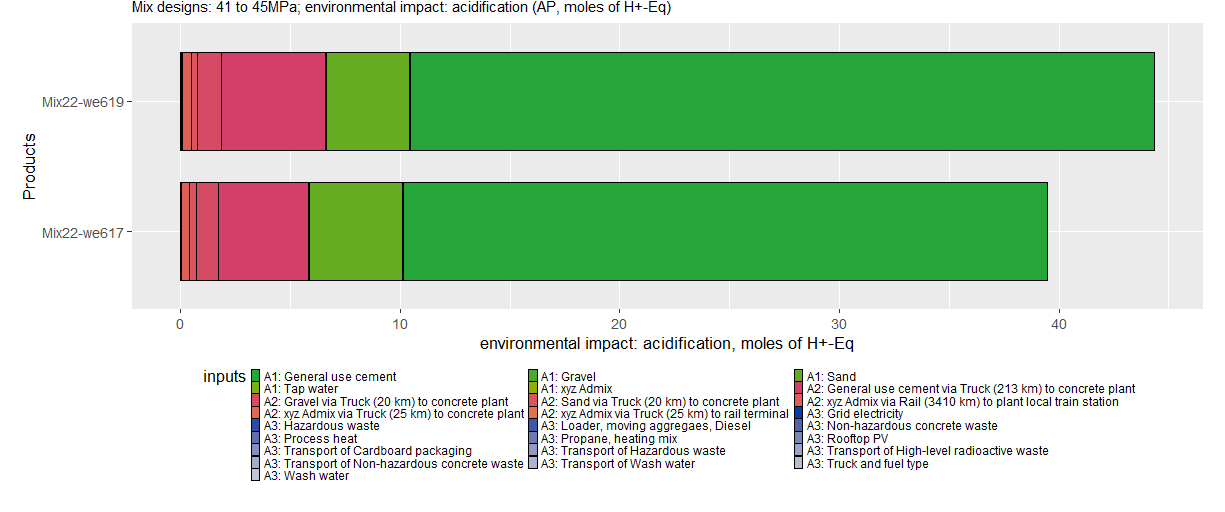 Mix designs: 41 to 45MPa; environmental impact: acidification (AP, moles of H+-Eq)
Products
Mix22-we619
Mix22-we617
0 10 20 30 40
environmental impact: acidification, moles of H+-Eq
inputs
A1: General use cement A1: Gravel A1: Sand
A1: Tap water A1: xyz Admix A2: General use cement via Truck (213 km) to concrete plant
A2: Gravel via Truck (20 km) to concrete plant A2: Sand via Truck (20 km) to concrete plant A2: xyz Admix via Rail (3410 km) to plant local train station
A2: xyz Admix via Truck (25 km) to concrete plant A2: xyz Admix via Truck (25 km) to rail terminal A3: Grid electricity
A3: Hazardous waste A3: Loader, moving aggregaes, Diesel A3: Non-hazardous concrete waste
A3: Process heat A3: Propane, heating mix A3: Rooftop PV
A3: Transport of Cardboard packaging A3: Transport of Hazardous waste A3: Transport of High-level radioactive waste
A3: Transport of Non-hazardous concrete waste A3: Transport of Wash water A3: Truck and fuel type
A3: Wash water